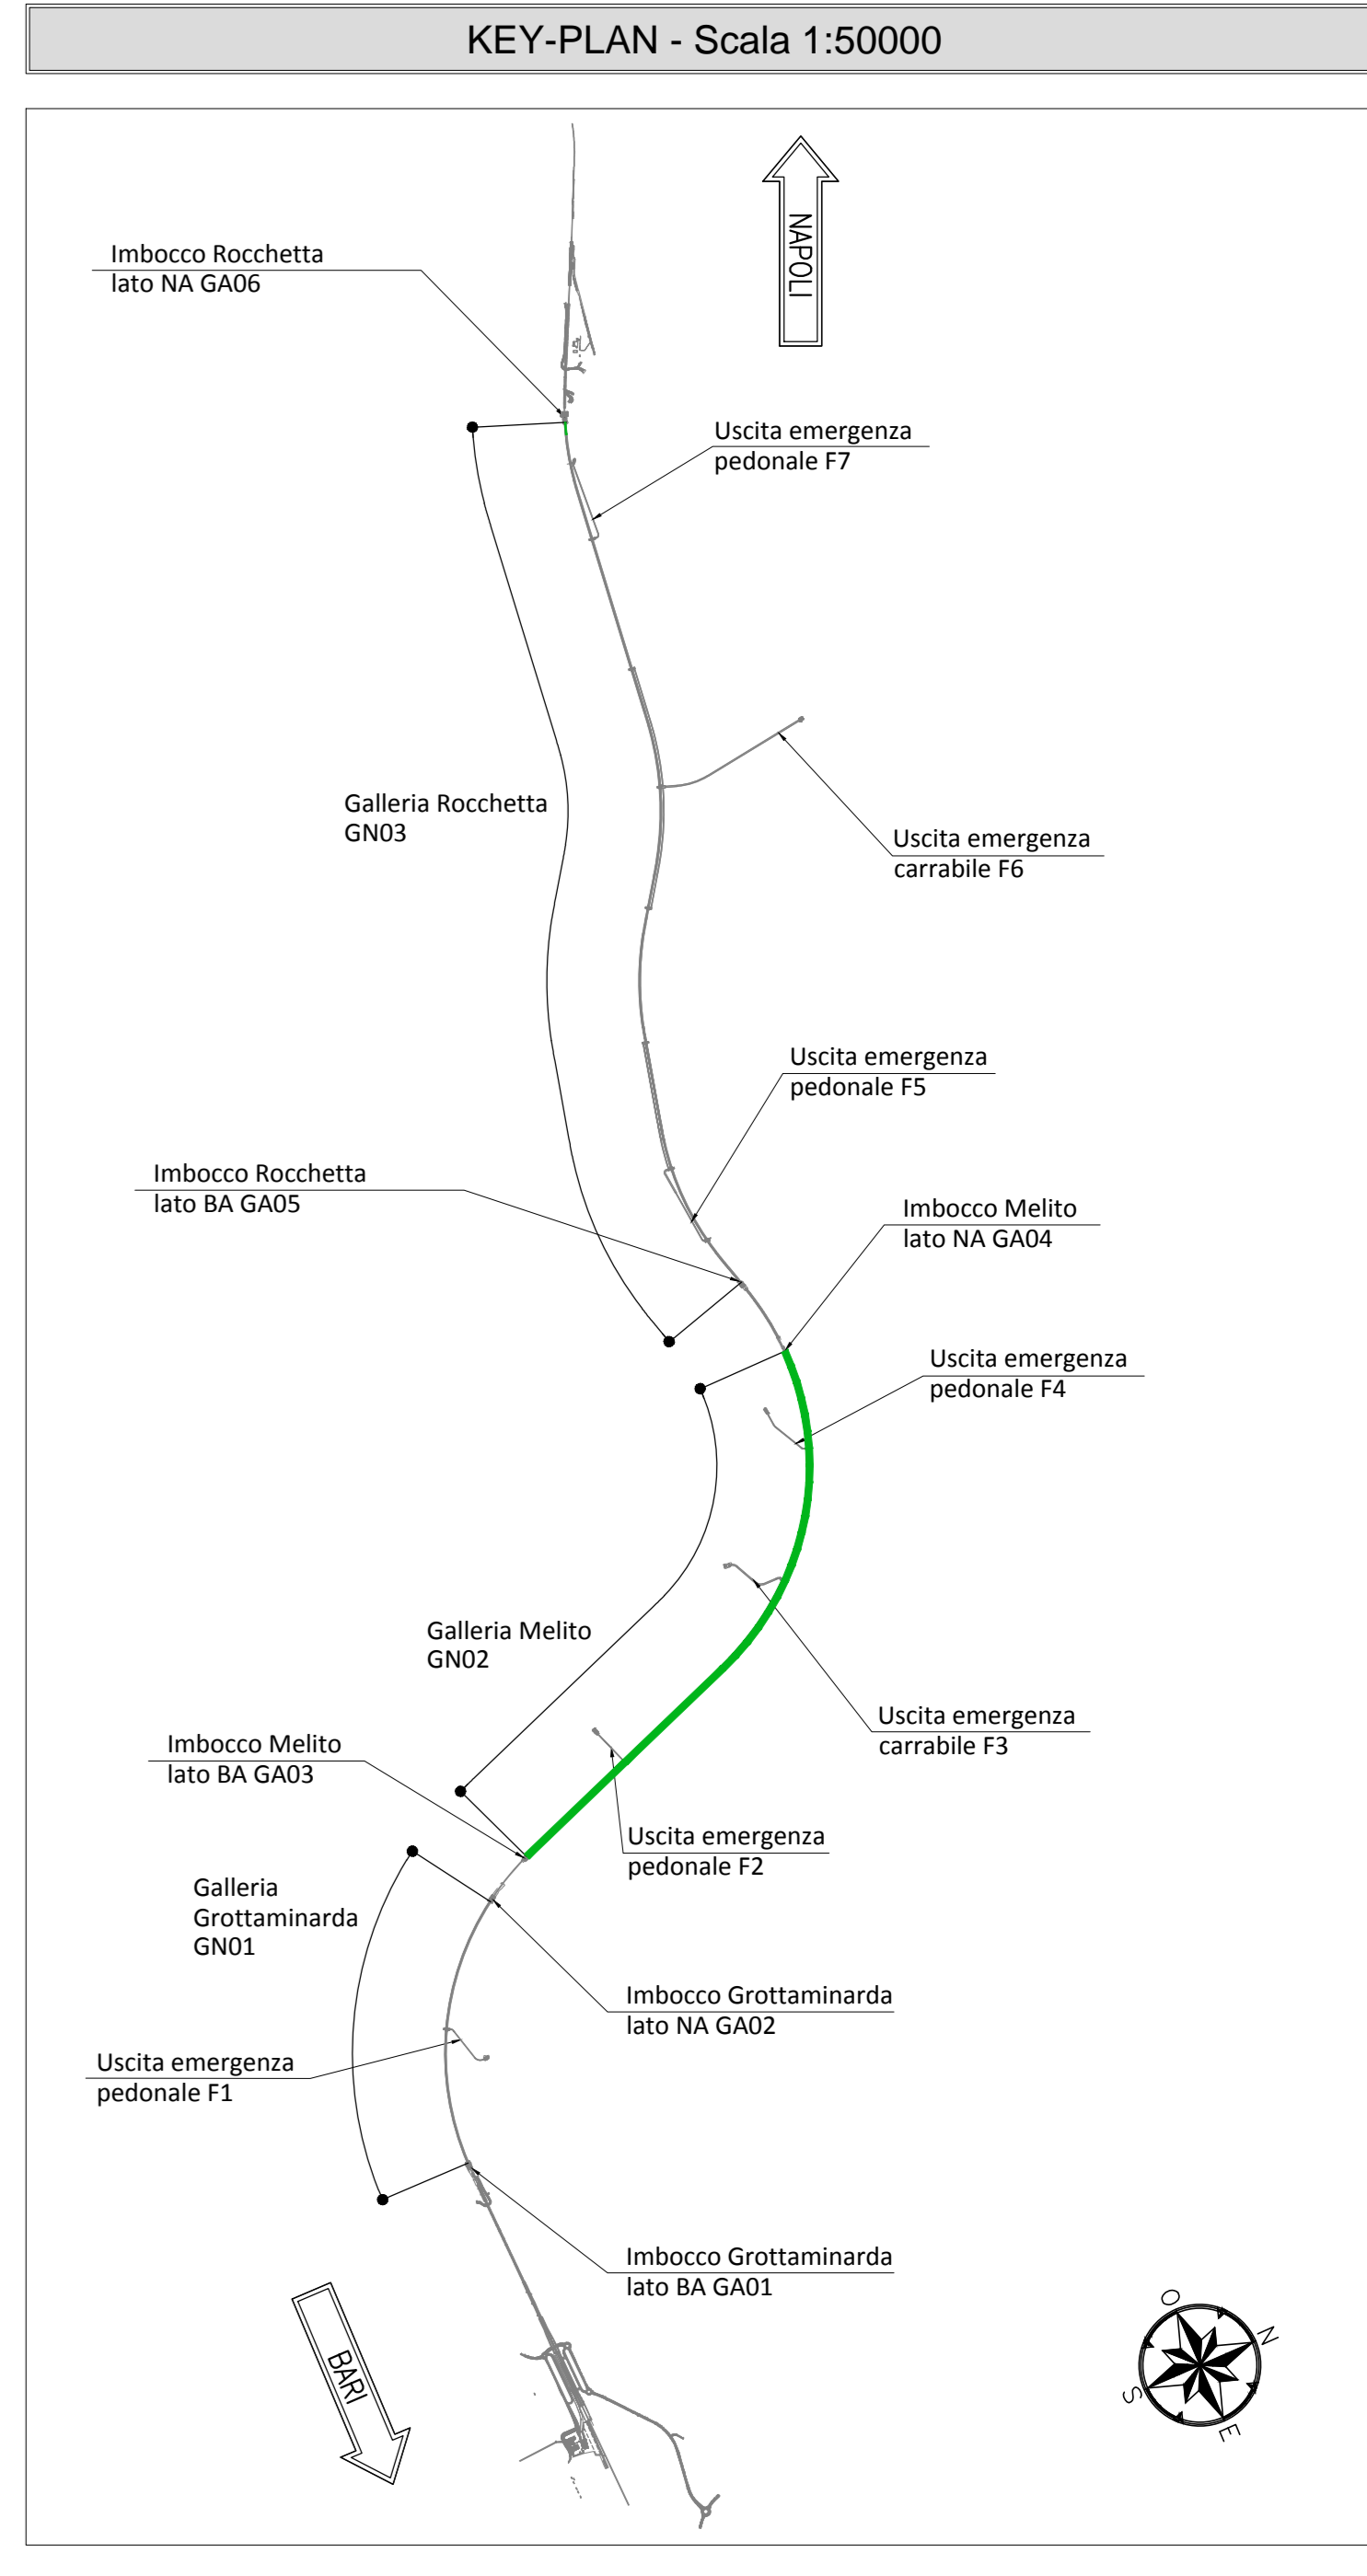 KEY-PLAN - Scala 1:50000
NAPOLI
Imbocco Rocchetta
lato NA GA06
Uscita emergenza
pedonale F7
Galleria Rocchetta
GN03
Uscita emergenza
carrabile F6
Uscita emergenza
pedonale F5
Imbocco Rocchetta
lato BA GA05
Imbocco Melito
lato NA GA04
Uscita emergenza
pedonale F4
Galleria Melito
GN02
Uscita emergenza
carrabile F3
Imbocco Melito
lato BA GA03
Uscita emergenza
pedonale F2
Galleria
Grottaminarda
GN01
Imbocco Grottaminarda
lato NA GA02
Uscita emergenza
pedonale F1
Imbocco Grottaminarda
lato BA GA01
BARI
O
N
S
E